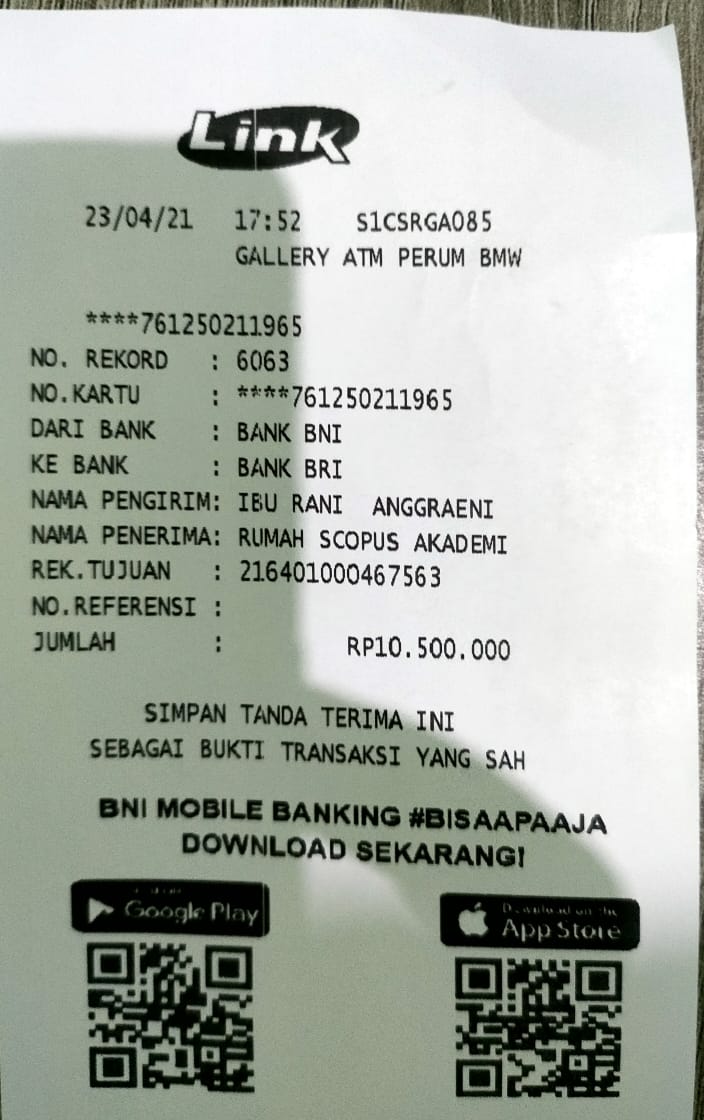 Link
23/04/21 17:52 S1CSRGA085
GALLERY ATM PERUM BMW
****761250211965
NO. REKORD : 6063
NO.KARTU : ****761250211965
DARI BANK : BANK BNI
KE BANK : BANK BRI
NAMA PENGIRIM: IBU RANI ANGGRAENI
NAMA PENERIMA: RUMAH SCOPUS AKADEMI
REK.TUJUAN : 216401000467563
NO.REFERENSI :
JUMLAH : RP10.500.000
SIMPAN TANDA TERIMA INI
SEBAGAI BUKTI TRANSAKSI YANG SAH
BNI MOBILE BANKING #BISAAPAAJA
DOWNLOAD SEKARANG!
Google Play
Download on the
App Store